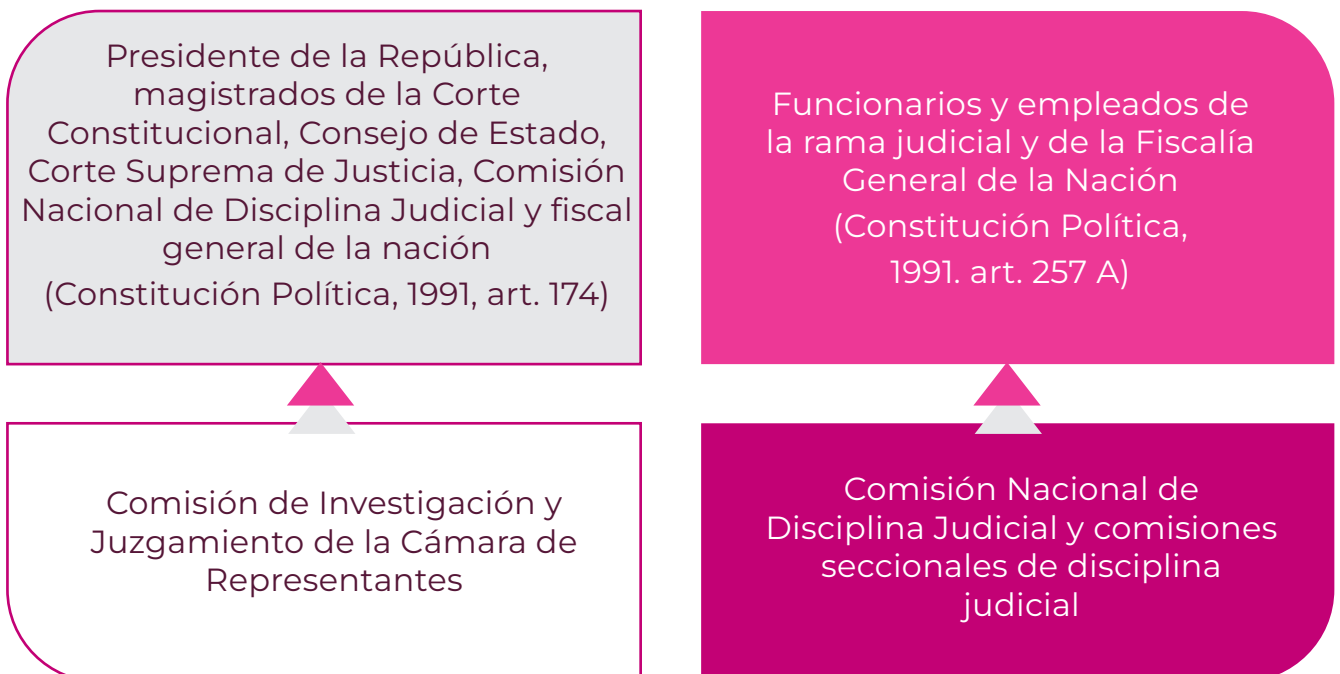 Presidente de la República,
magistrados de la Corte
Constitucional, Consejo de Estado,
Corte Suprema de Justicia, Comisión
Nacional de Disciplina Judicial y fiscal
general de la nación
(Constitución Política, 1991, art. 174)
Funcionarios y empleados de
la rama judicial y de la Fiscalía
General de la Nación
(Constitución Política,
1991. art. 257 A)
Comisión de Investigación y
Juzgamiento de la Cámara de
Representantes
Comisión Nacional de
Disciplina Judicial y comisiones
seccionales de disciplina
judicial